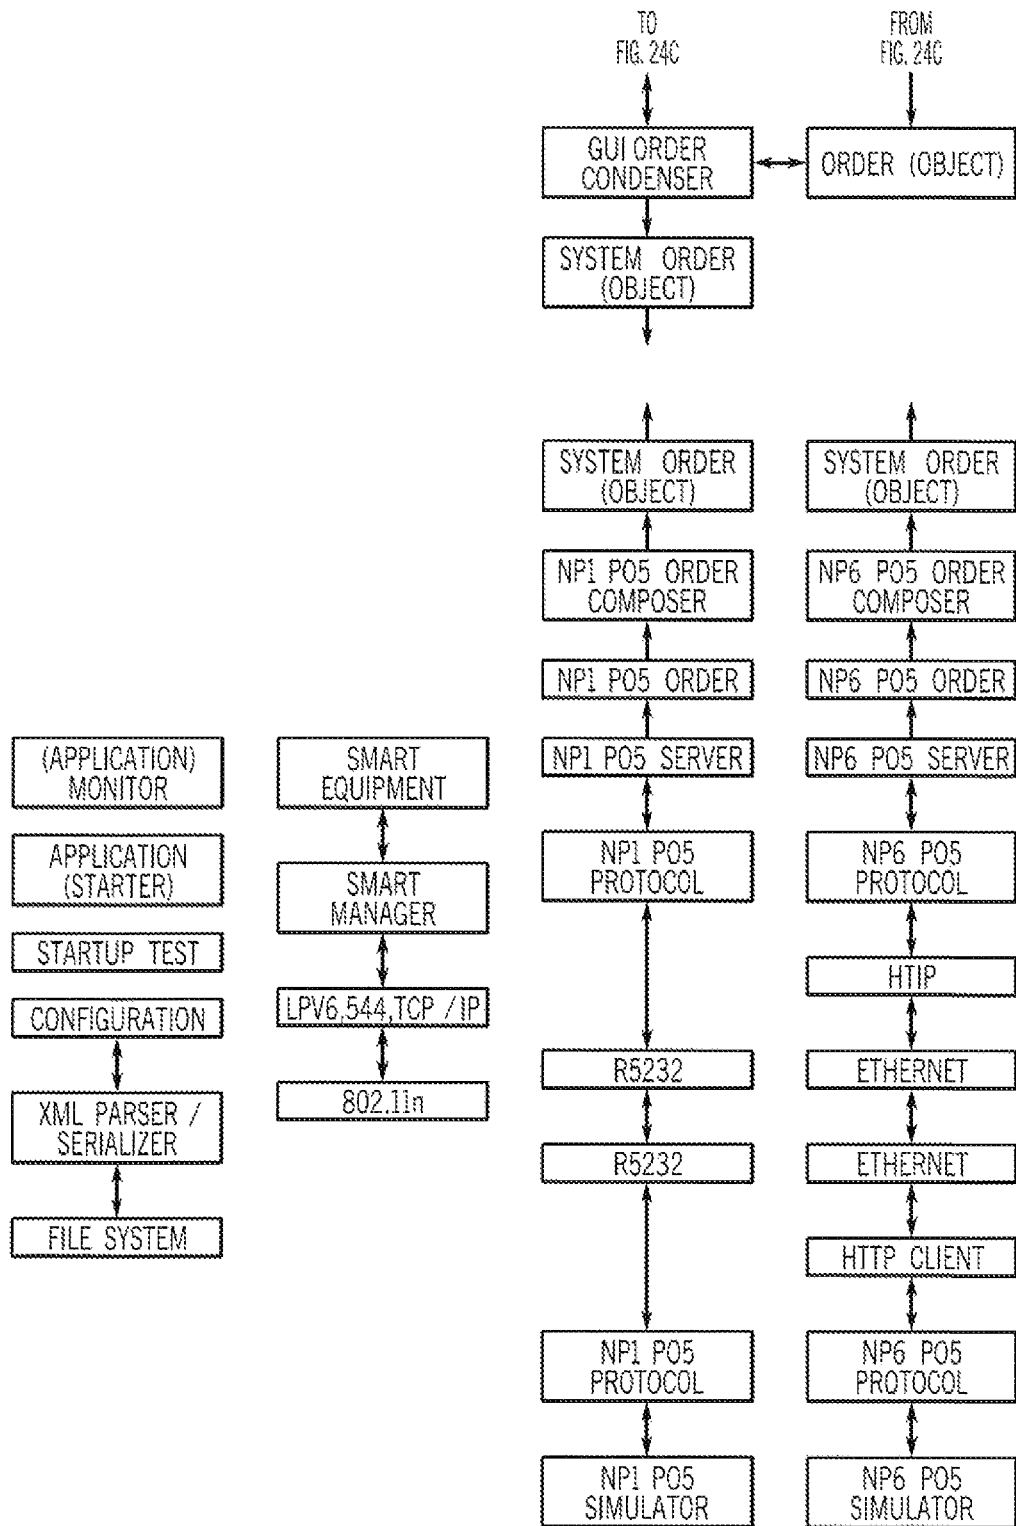 TO
FIG. 24C
FROM
FIG. 24C
GUI ORDER
CONDENSER
ORDER (OBJECT)
SYSTEM ORDER
(OBJECT)
SYSTEM ORDER
(OBJECT)
SYSTEM ORDER
(OBJECT)
NP1 PO5 ORDER
COMPOSER
NP6 PO5 ORDER
COMPOSER
NP1 PO5 ORDER
NP6 PO5 ORDER
(APPLICATION)
MONITOR
SMART
EQUIPMENT
NP1 PO5 SERVER
NP6 PO5 SERVER
APPLICATION
(STARTER)
SMART
MANAGER
NP1 PO5
PROTOCOL
NP6 PO5
PROTOCOL
STARTUP TEST
HTIP
CONFIGURATION
LPV6,544,TCP / IP
R5232
ETHERNET
XML PARSER /
SERIALIZER
802.11n
R5232
ETHERNET
FILE SYSTEM
HTTP CLIENT
NP1 PO5
PROTOCOL
NP6 PO5
PROTOCOL
NP1 PO5
SIMULATOR
NP6 PO5
SIMULATOR